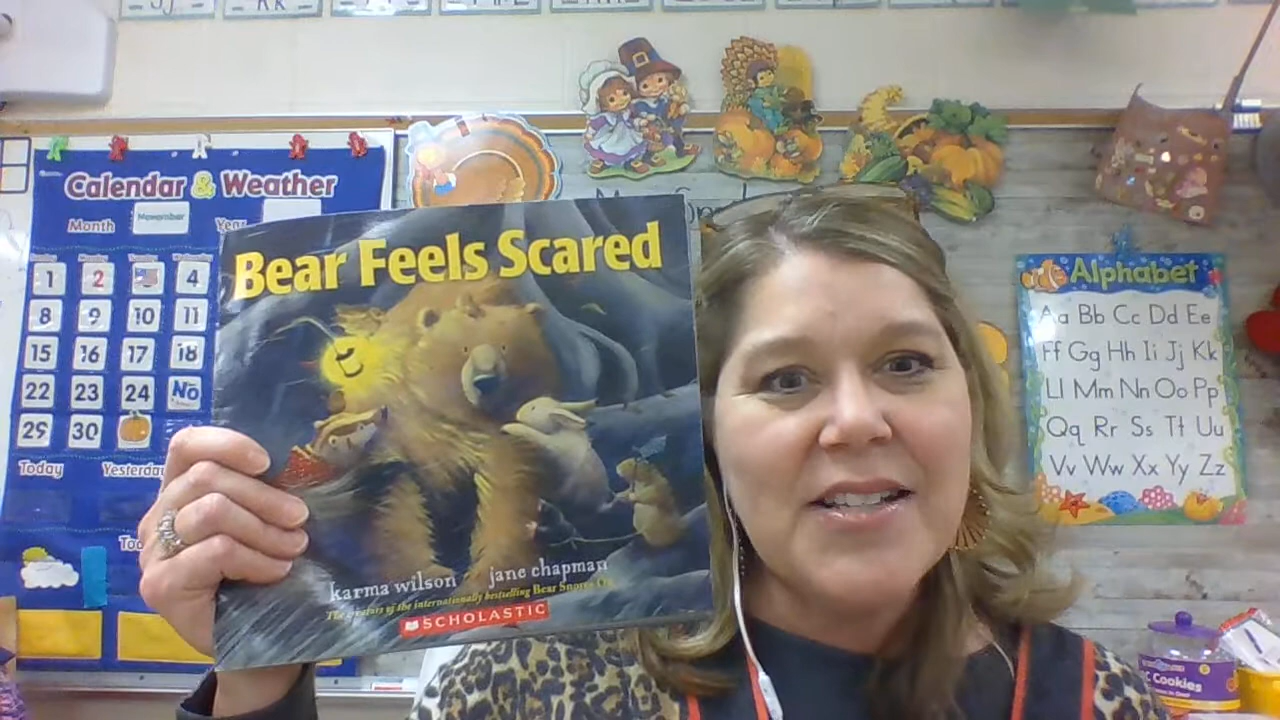 Jj
Kk
Calendar & Weather
Month
November
Year
1 2 4
8 9 10 11
15 16 17 18
22 23 24 No
29 30
Today
Yesterday
Bear Feels Scared
karma wilson jane chapman
The creators of the internationally bestselling Bear Snores On
SCHOLASTIC
Alphabet
Aa Bb Cc Dd Ee
Ff Gg Hh Ii Jj Kk
Ll Mm Nn Oo Pp
Qq Rr Ss Tt Uu
Vv Ww Xx Yy Zz
Cookies